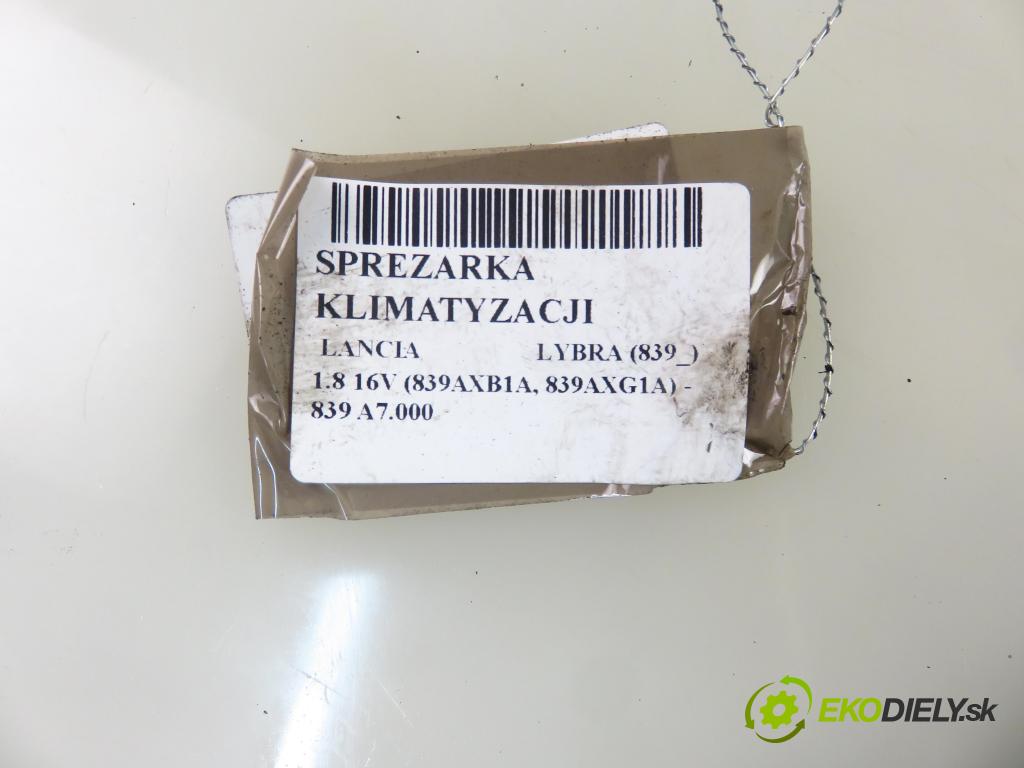 SPREZARKA
KLIMATYZACJI
LANCIA LYBRA (839_)
1.8 16V (839AXB1A, 839AXG1A) -
839 A7.000
EKODIELY.sk